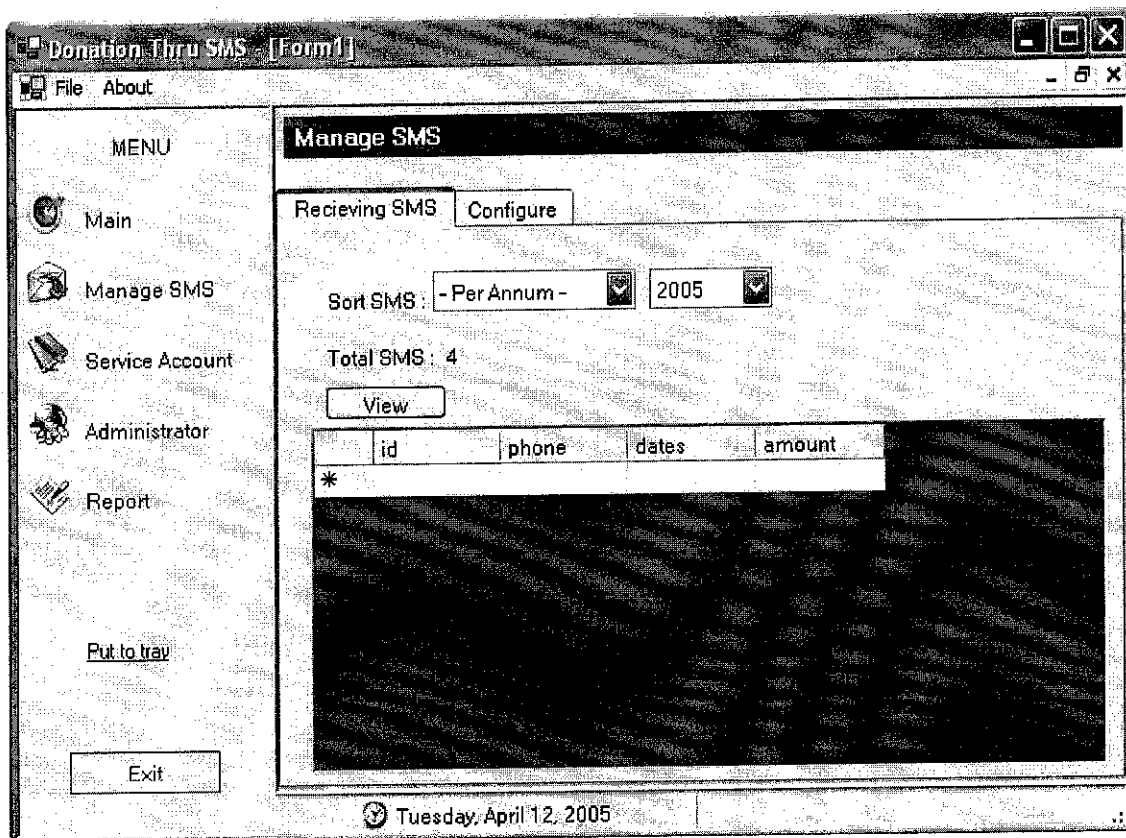 Donation Thru SMS - [Form1]
File About
MENU
Main
Manage SMS
Service Account
Administrator
Report
Put to tray
Exit
Manage SMS
Recieving SMS Configure
Sort SMS : - Per Annum - 2005
Total SMS : 4
View
id phone dates amount
*
Tuesday, April 12, 2005